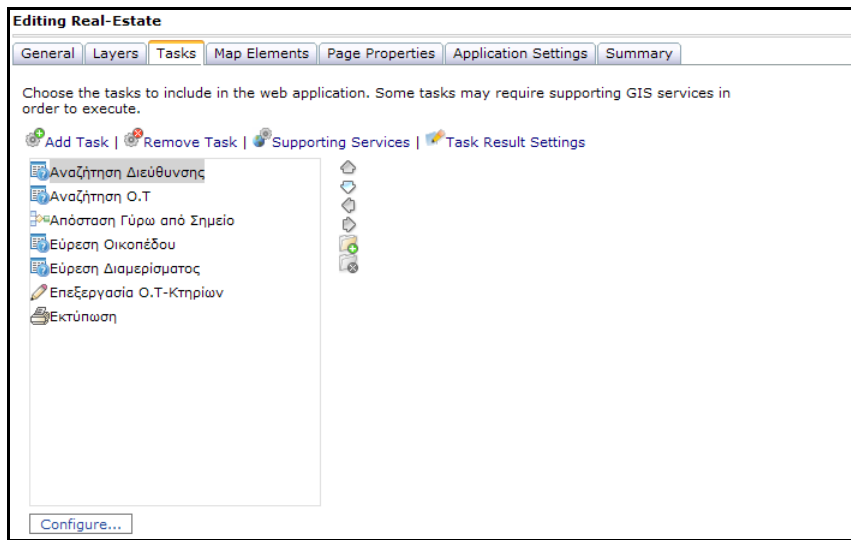 Editing Real-Estate
General Layers Tasks Map Elements Page Properties Application Settings Summary
Choose the tasks to include in the web application. Some tasks may require supporting GIS services in
order to execute.
Add Task | Remove Task | Supporting Services | Task Result Settings
Αναζήτηση Διεύθυνσης
Αναζήτηση Ο.Τ
Απόσταση Γύρω από Σημείο
Εύρεση Οικοπέδου
Εύρεση Διαμερίσματος
Επεξεργασία Ο.Τ-Κτηρίων
Εκτύπωση
Configure...